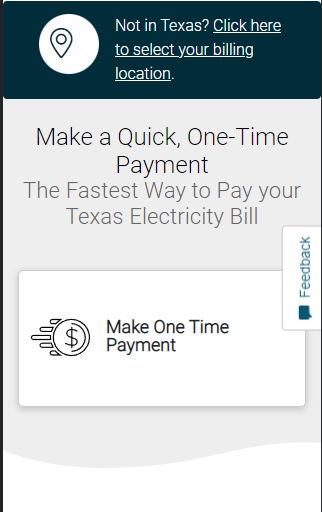 Not in Texas? Click here
to select your billing
location.
Make a Quick, One-Time
Payment
The Fastest Way to Pay your
Texas Electricity Bill
Feedback
$ Make One Time
Payment